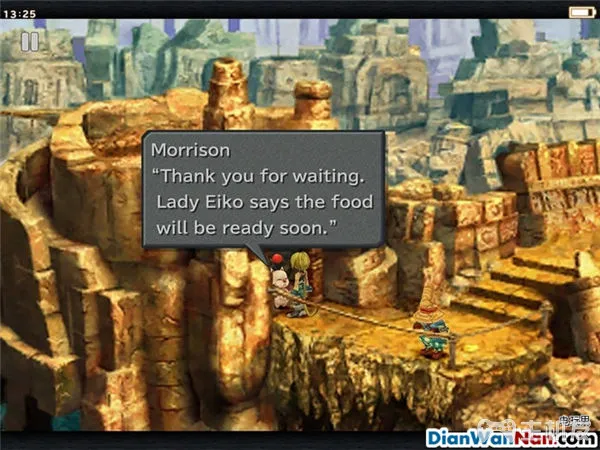 13:25
Morrison
“Thank you for waiting.
Lady Eiko says the food
will be ready soon.”
DianWanNan.com